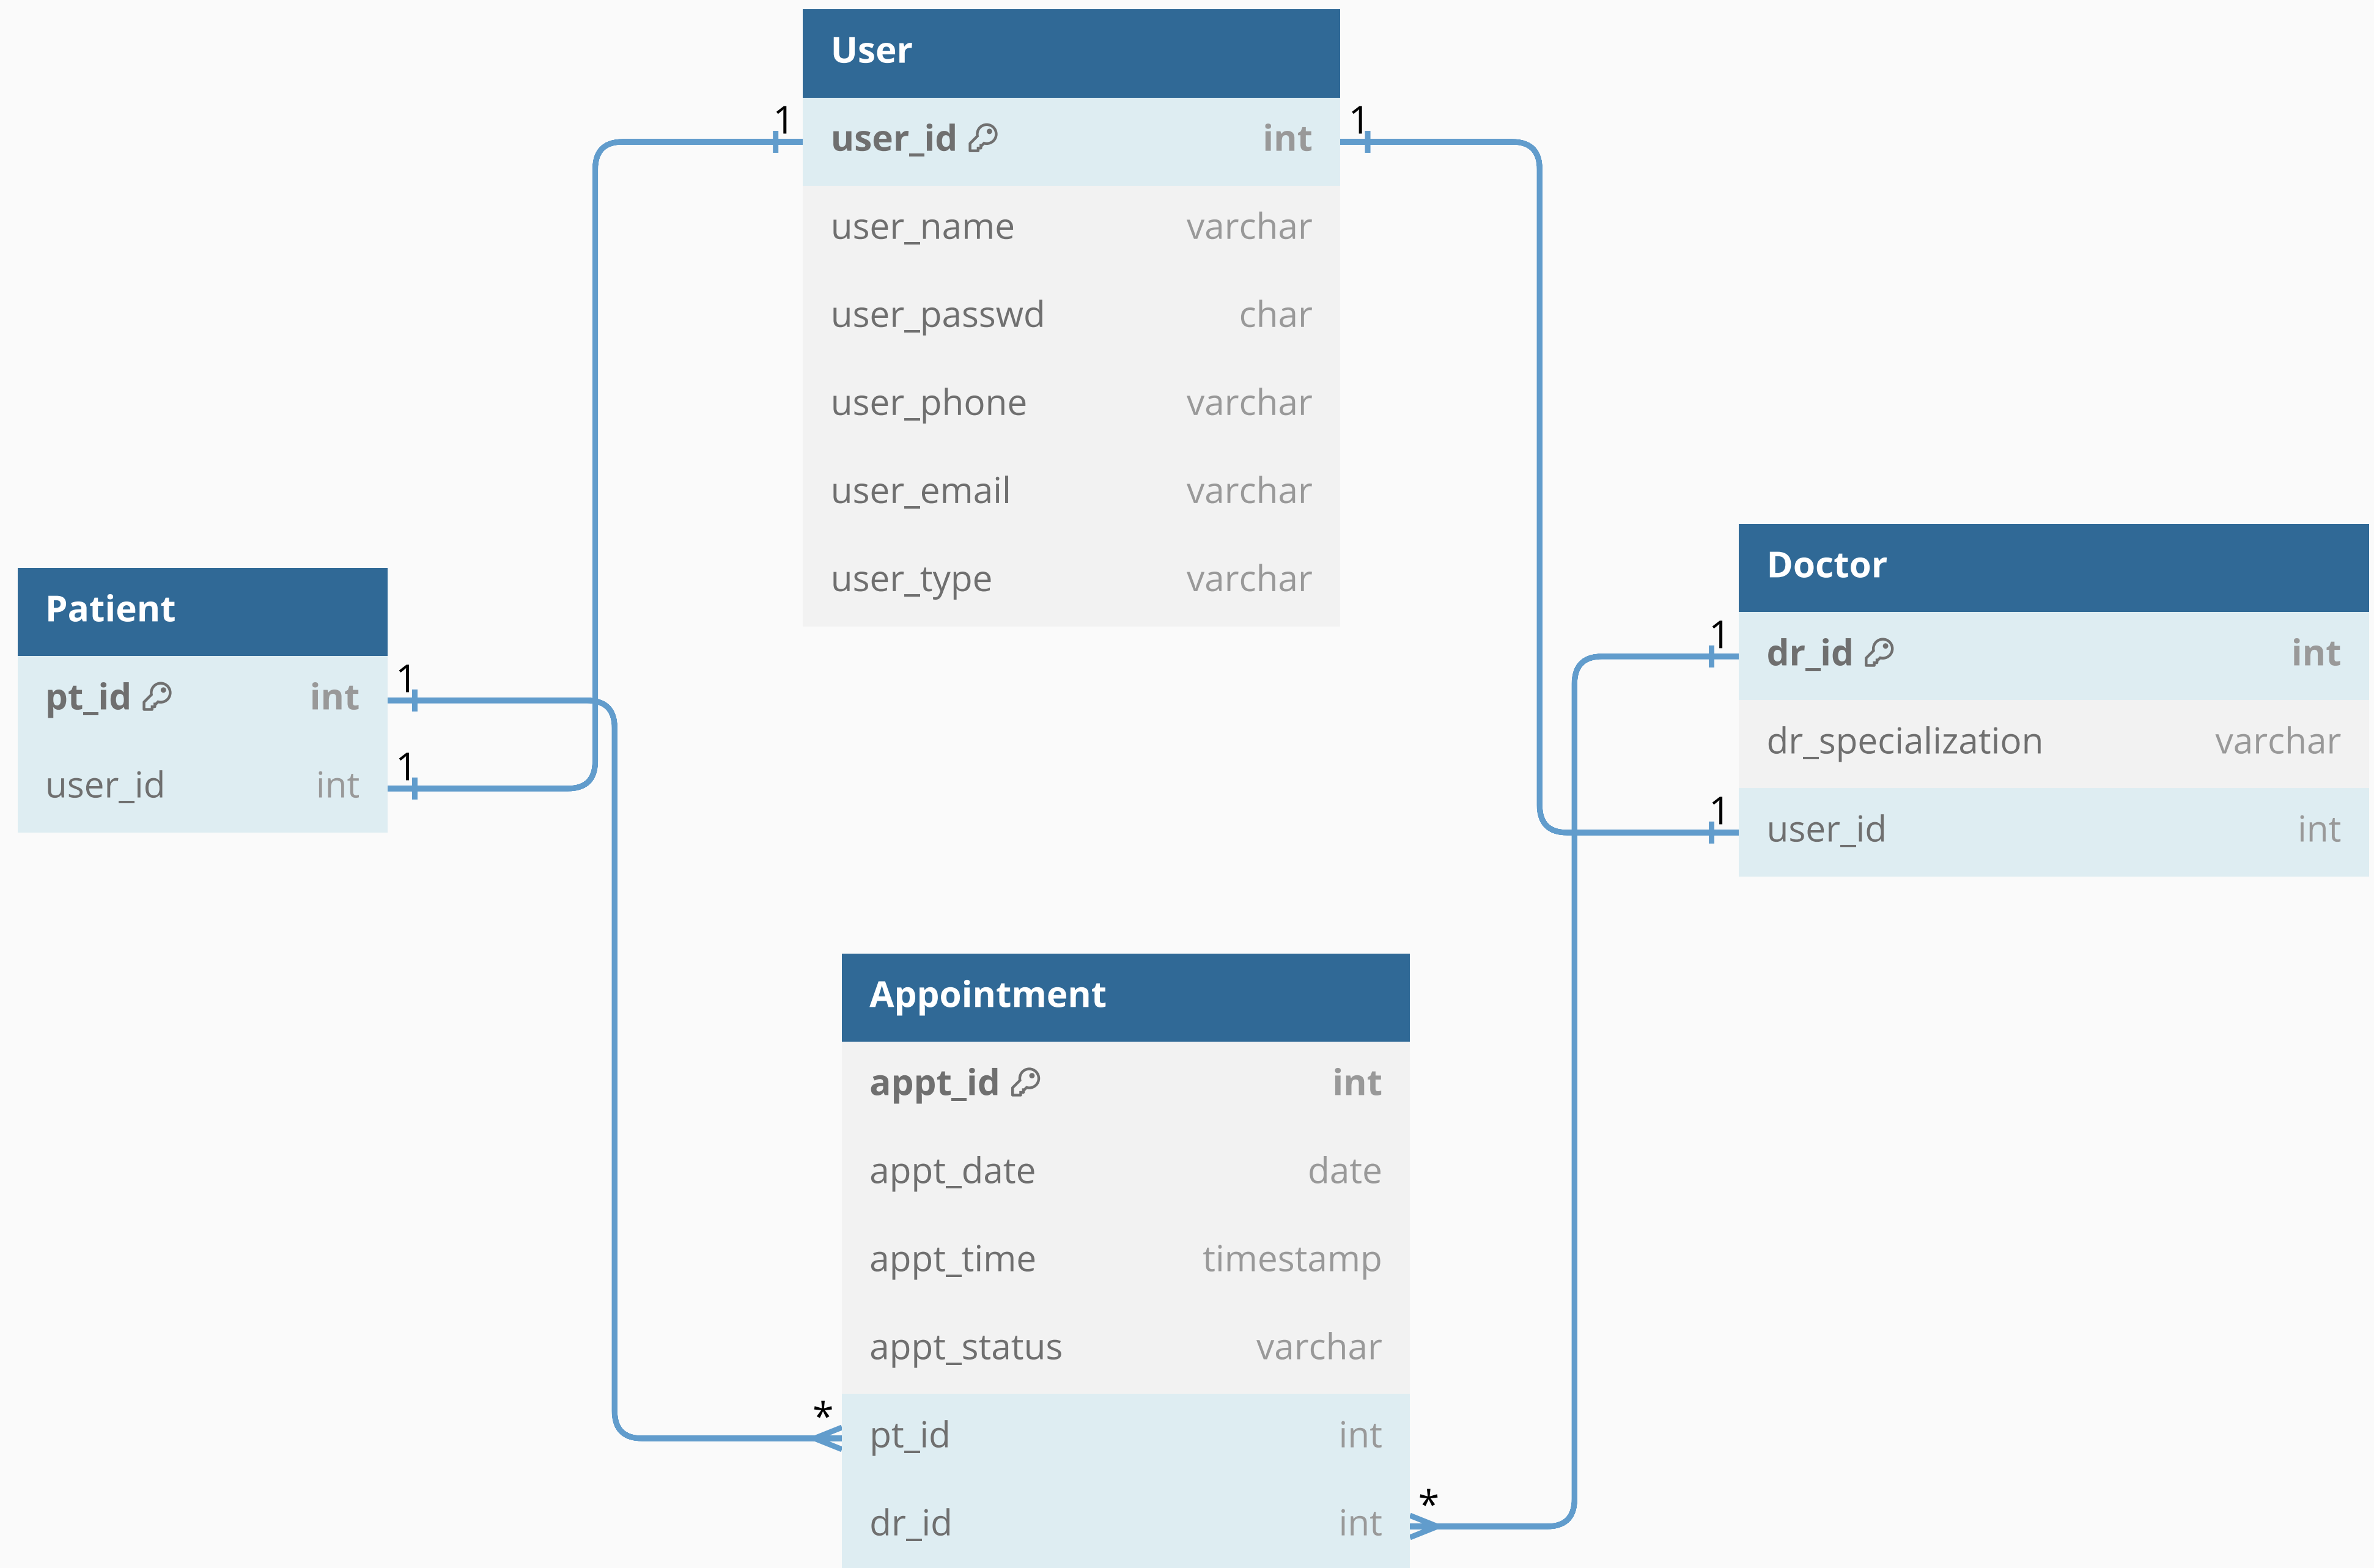 User
1
1
user_id int
user_name varchar
user_passwd char
user_phone varchar
user_email varchar
user_type varchar
Patient
1
pt_id int
1
user_id int
Doctor
1
dr_id int
dr_specialization varchar
1
user_id int
Appointment
appt_id int
appt_date date
appt_time timestamp
appt_status varchar
*
pt_id int
*
dr_id int